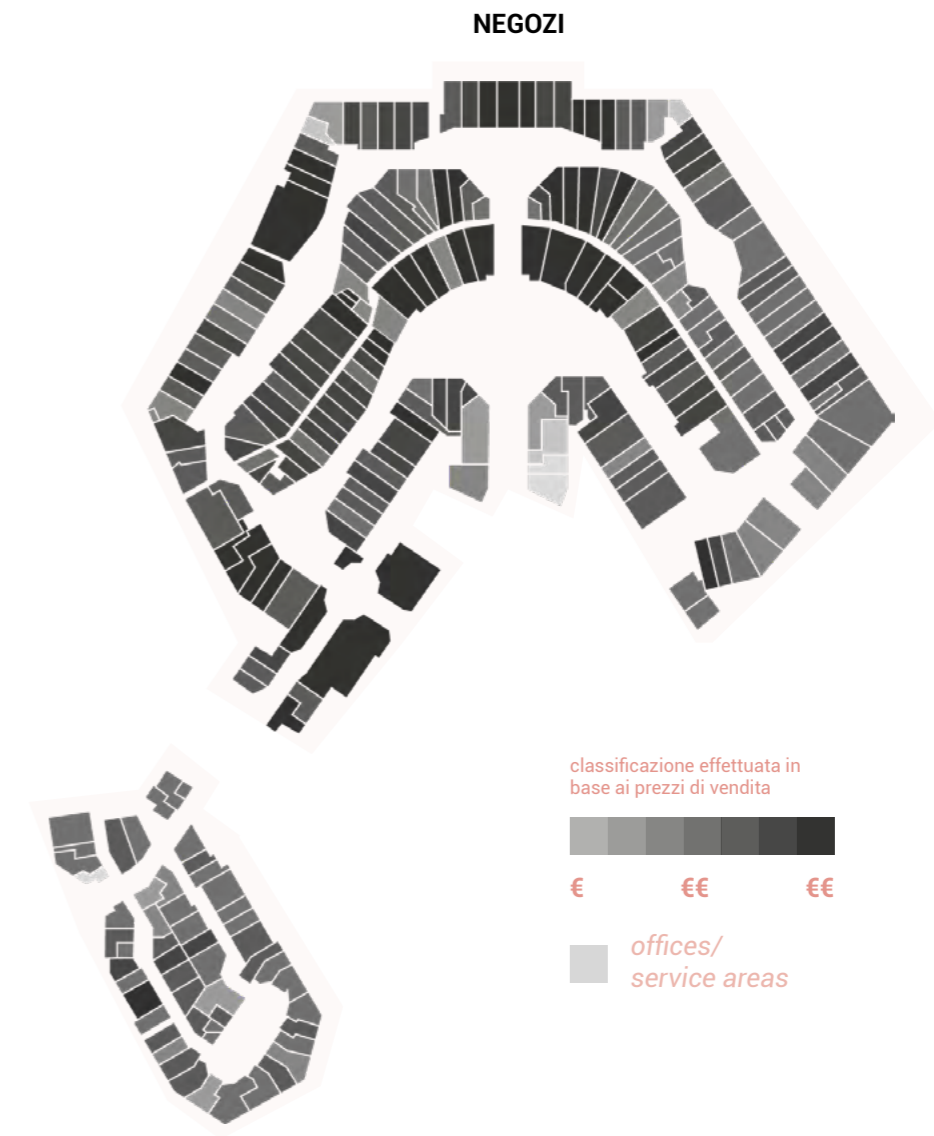 NEGOZI
classificazione effettuata in
base ai prezzi di vendita
€ €€ €€
offices/
service areas